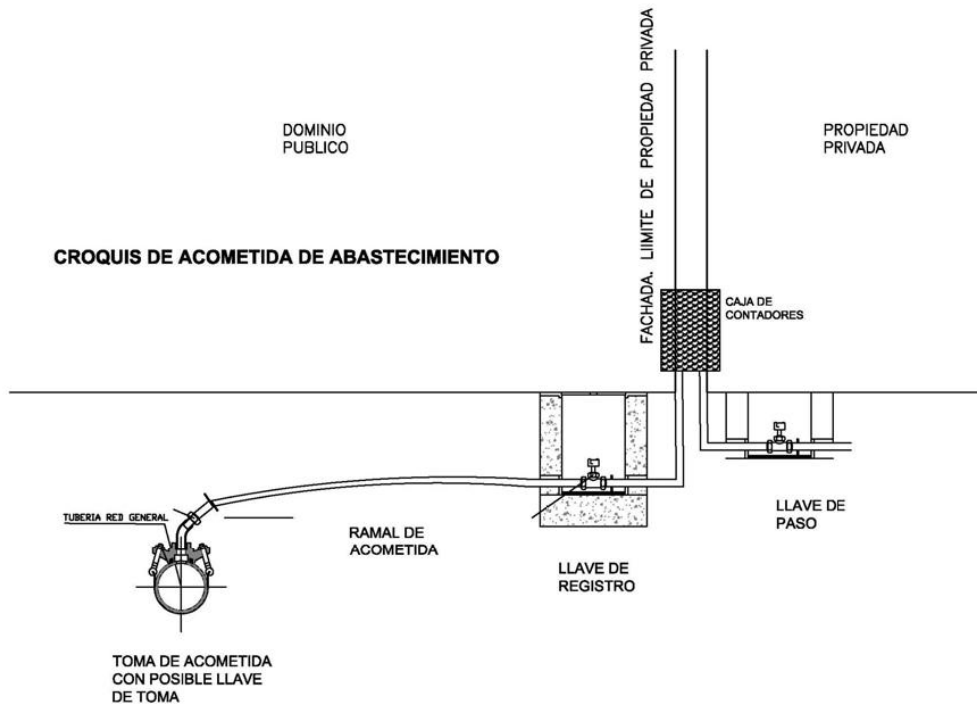 DOMINIO
PUBLICO
FACHADA. LIIMITE DE PROPIEDAD PRIVADA
PROPIEDAD
PRIVADA
CROQUIS DE ACOMETIDA DE ABASTECIMIENTO
CAJA DE
CONTADORES
TUBERIA RED GENERAL
RAMAL DE
ACOMETIDA
LLAVE DE
REGISTRO
LLAVE DE
PASO
TOMA DE ACOMETIDA
CON POSIBLE LLAVE
DE TOMA